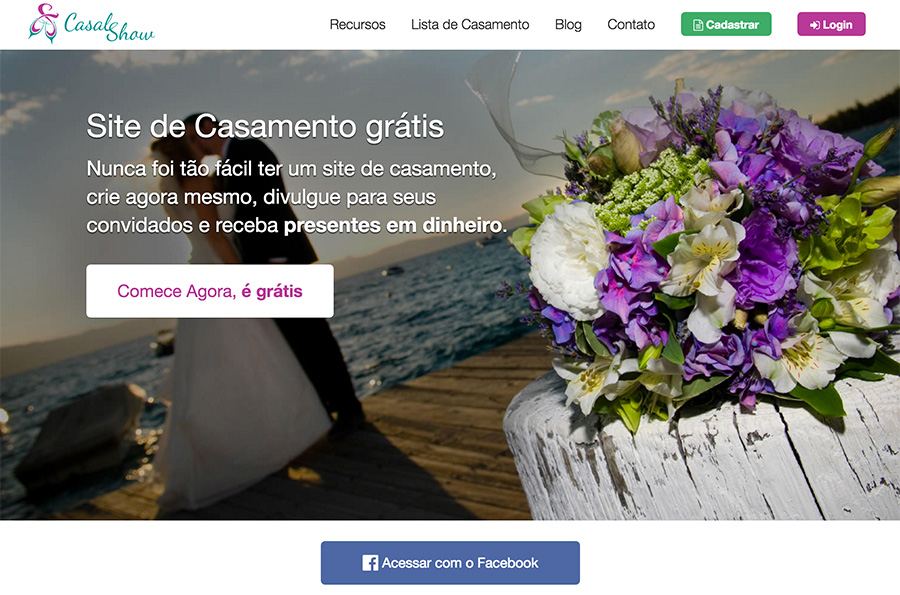 Casal Show
Recursos
Lista de Casamento
Blog
Contato
Cadastrar
Login
Site de Casamento grátis
Nunca foi tão fácil ter um site de casamento,
crie agora mesmo, divulgue para seus
convidados e receba presentes em dinheiro.
Comece Agora, é grátis
Acessar com o Facebook